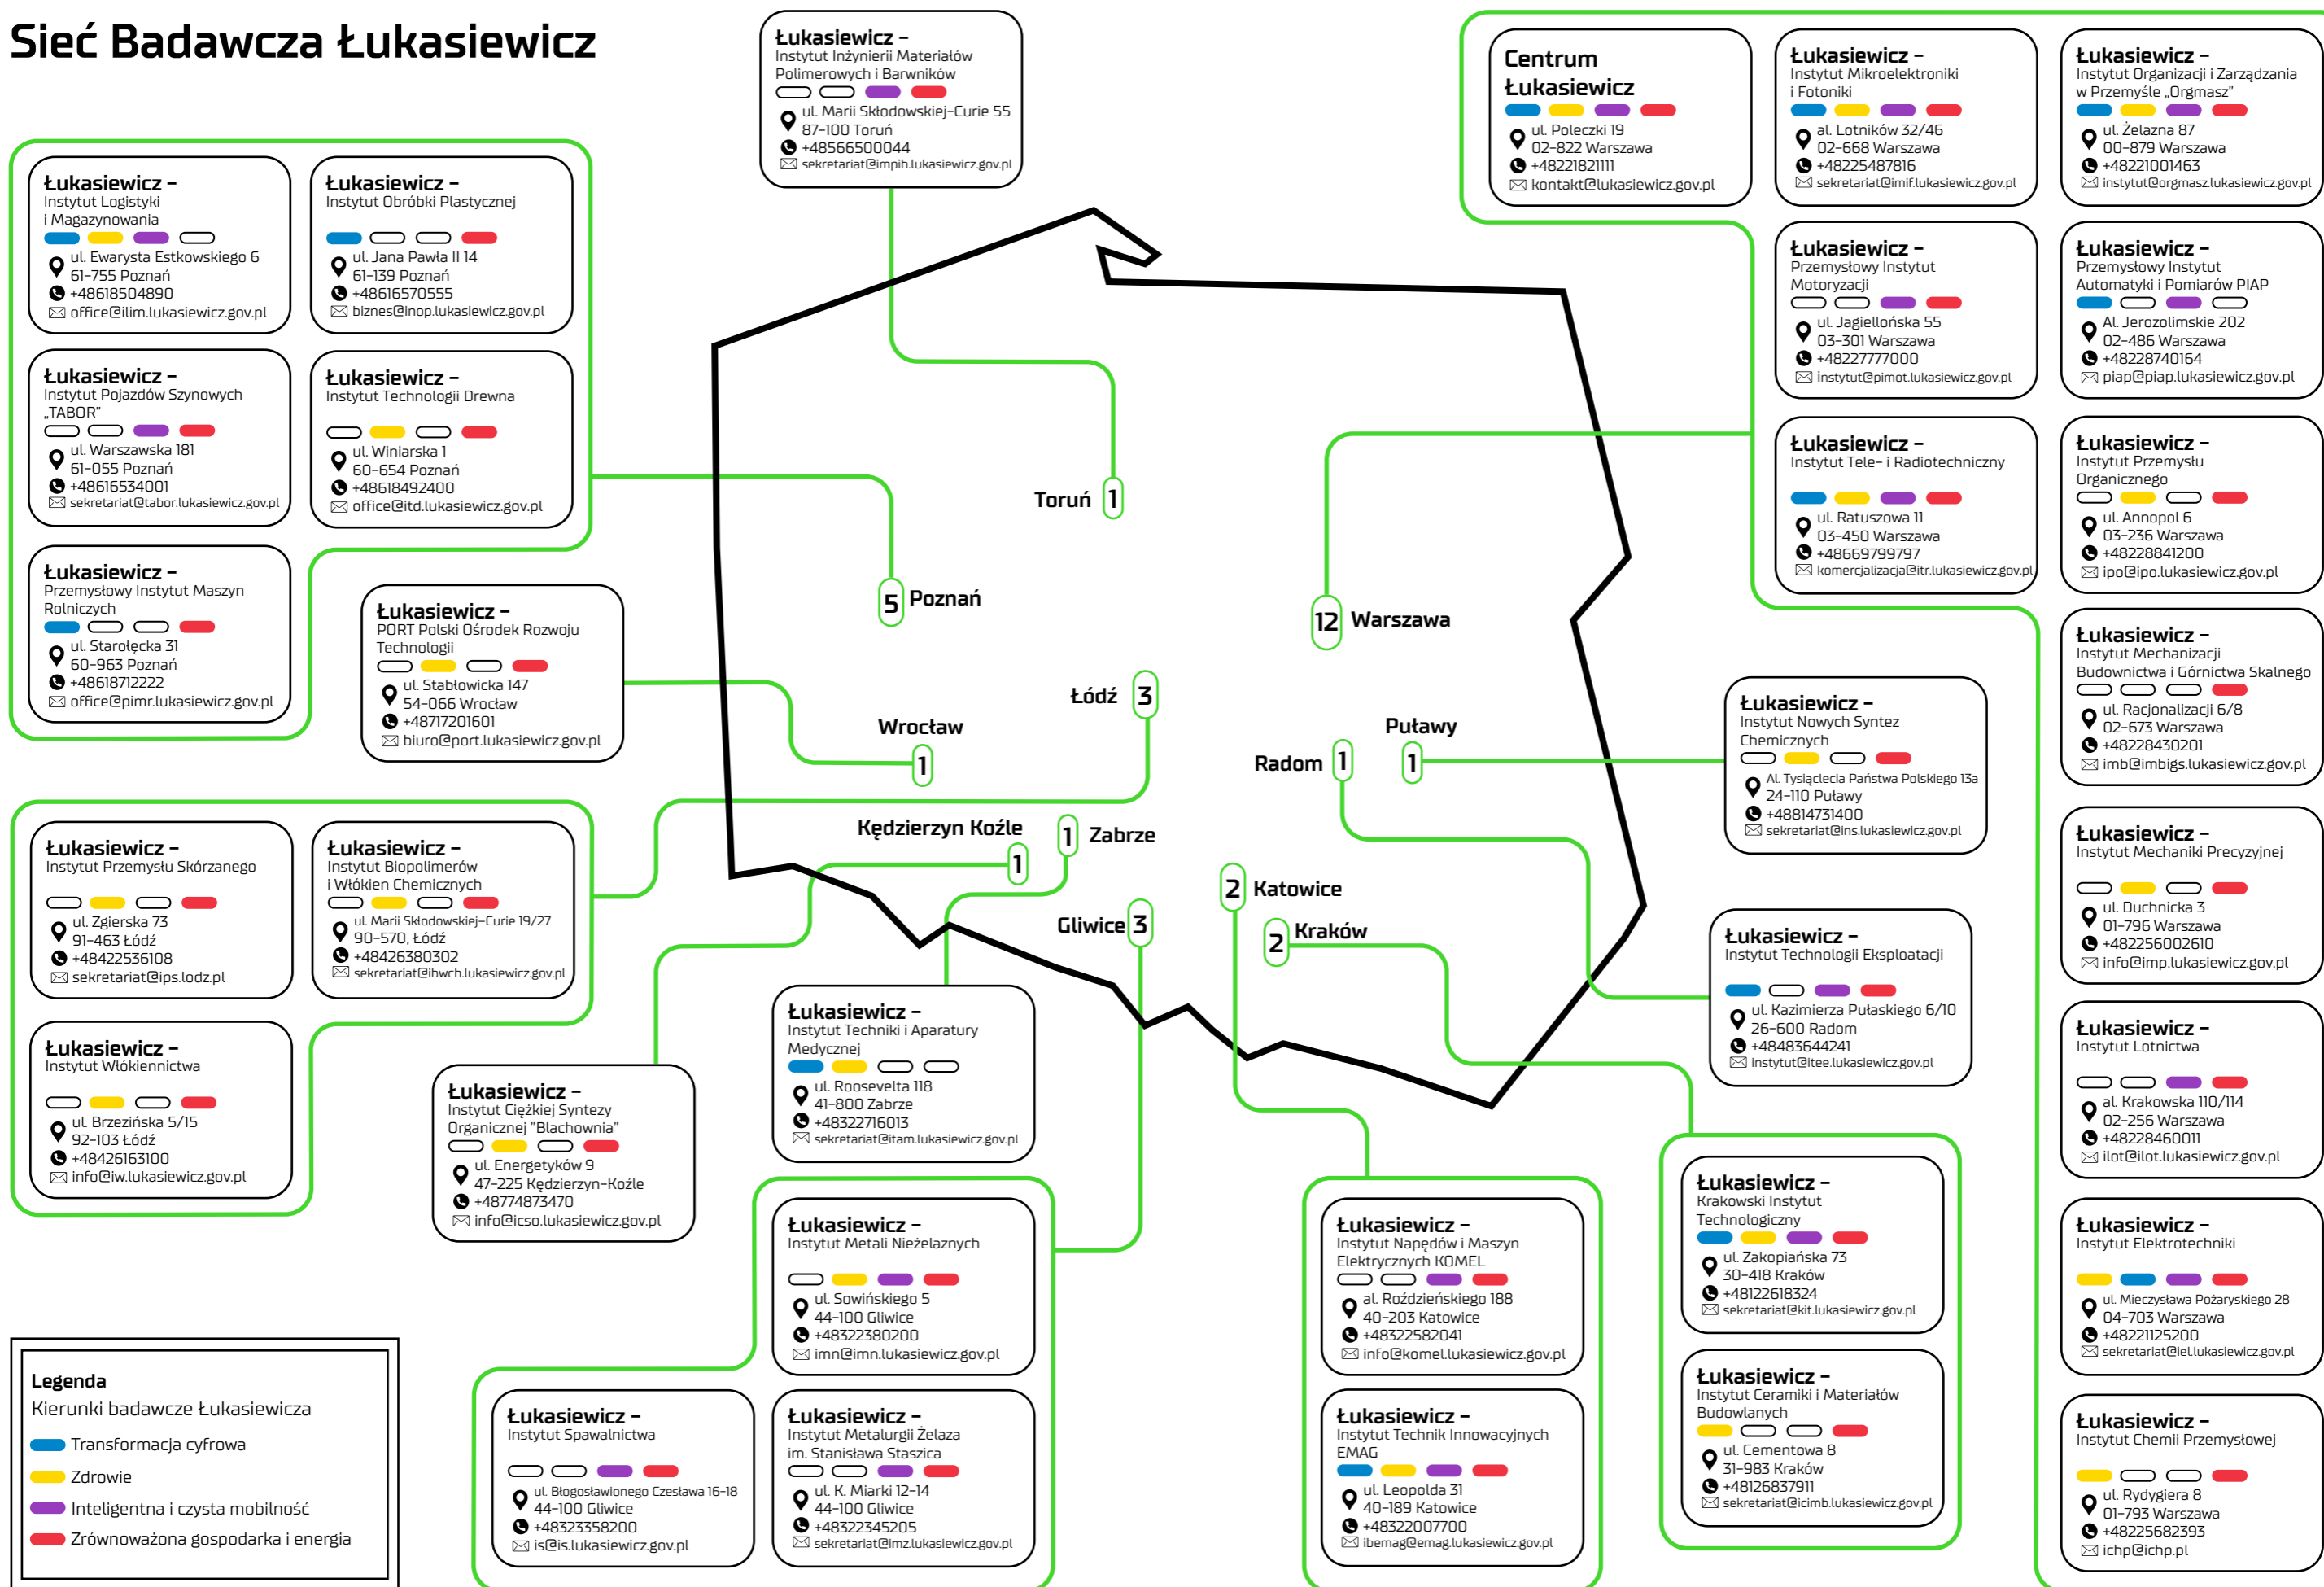 Sieć Badawcza Łukasiewicz
Łukasiewicz –
Instytut Inżynierii Materiałów
Polimerowych i Barwników
ul. Marii Skłodowskiej-Curie 55
87-100 Toruń
+48566500044
sekretariat@impib.lukasiewicz.gov.pl
Centrum
Łukasiewicz
ul. Poleczki 19
02-822 Warszawa
+48221821111
kontakt@lukasiewicz.gov.pl
Łukasiewicz –
Instytut Mikroelektroniki
i Fotoniki
al. Lotników 32/46
02-668 Warszawa
+48225487816
sekretariat@imif.lukasiewicz.gov.pl
Łukasiewicz –
Instytut Organizacji i Zarządzania
w Przemyśle „Orgmasz”
ul. Żelazna 87
00-879 Warszawa
+48221001463
instytut@orgmasz.lukasiewicz.gov.pl
Łukasiewicz –
Instytut Logistyki
i Magazynowania
ul. Ewarysta Estkowskiego 6
61-755 Poznań
+48618504890
office@ilim.lukasiewicz.gov.pl
Łukasiewicz –
Instytut Obróbki Plastycznej
ul. Jana Pawła II 14
61-139 Poznań
+48616570555
biznes@inop.lukasiewicz.gov.pl
Łukasiewicz –
Przemysłowy Instytut
Motoryzacji
ul. Jagiellońska 55
03-301 Warszawa
+48227777000
instytut@pimot.lukasiewicz.gov.pl
Łukasiewicz –
Przemysłowy Instytut
Automatyki i Pomiarów PIAP
Al. Jerozolimskie 202
02-486 Warszawa
+48228740164
piap@piap.lukasiewicz.gov.pl
Łukasiewicz –
Instytut Pojazdów Szynowych
„TABOR”
ul. Warszawska 181
61-055 Poznań
+48616534001
sekretariat@tabor.lukasiewicz.gov.pl
Łukasiewicz –
Instytut Technologii Drewna
ul. Winiarska 1
60-654 Poznań
+48618492400
office@itd.lukasiewicz.gov.pl
Łukasiewicz –
Instytut Tele- i Radiotechniczny
ul. Ratuszowa 11
03-450 Warszawa
+48669799797
komercjalizacja@itr.lukasiewicz.gov.pl
Łukasiewicz –
Instytut Przemysłu
Organicznego
ul. Annopol 6
03-236 Warszawa
+48228841200
ipo@ipo.lukasiewicz.gov.pl
Łukasiewicz –
Przemysłowy Instytut Maszyn
Rolniczych
ul. Starołęcka 31
60-963 Poznań
+48618712222
office@pimr.lukasiewicz.gov.pl
Łukasiewicz –
PORT Polski Ośrodek Rozwoju
Technologii
ul. Stabłowicka 147
54-066 Wrocław
+48717201601
biuro@port.lukasiewicz.gov.pl
Toruń 1
5 Poznań
12 Warszawa
Łódź 3
Wrocław
1
Radom 1
Puławy
1
Kędzierzyn Koźle
1
1 Zabrze
2 Katowice
Gliwice 3
2 Kraków
Łukasiewicz –
Instytut Mechanizacji
Budownictwa i Górnictwa Skalnego
ul. Racjonalizacji 6/8
02-673 Warszawa
+48228430201
imb@imbigs.lukasiewicz.gov.pl
Łukasiewicz –
Instytut Nowych Syntez
Chemicznych
Al. Tysiąclecia Państwa Polskiego 13a
24-110 Puławy
+48814731400
sekretariat@ins.lukasiewicz.gov.pl
Łukasiewicz –
Instytut Przemysłu Skórzanego
ul. Zgierska 73
91-463 Łódź
+48422536108
sekretariat@ips.lodz.pl
Łukasiewicz –
Instytut Biopolimerów
i Włókien Chemicznych
ul. Marii Skłodowskiej-Curie 19/27
90-570, Łódź
+48426380302
sekretariat@ibwch.lukasiewicz.gov.pl
Łukasiewicz –
Instytut Mechaniki Precyzyjnej
ul. Duchnicka 3
01-796 Warszawa
+482256002610
info@imp.lukasiewicz.gov.pl
Łukasiewicz –
Instytut Technologii Eksploatacji
ul. Kazimierza Pułaskiego 6/10
26-600 Radom
+48483644241
instytut@itee.lukasiewicz.gov.pl
Łukasiewicz –
Instytut Włókiennictwa
ul. Brzezińska 5/15
92-103 Łódź
+48426163100
info@iw.lukasiewicz.gov.pl
Łukasiewicz –
Instytut Ciężkiej Syntezy
Organicznej "Blachownia"
ul. Energetyków 9
47-225 Kędzierzyn-Koźle
+48774873470
info@icso.lukasiewicz.gov.pl
Łukasiewicz –
Instytut Techniki i Aparatury
Medycznej
ul. Roosevelta 118
41-800 Zabrze
+48322716013
sekretariat@itam.lukasiewicz.gov.pl
Łukasiewicz –
Instytut Lotnictwa
al. Krakowska 110/114
02-256 Warszawa
+48228460011
ilot@ilot.lukasiewicz.gov.pl
Łukasiewicz –
Instytut Metali Nieżelaznych
ul. Sowińskiego 5
44-100 Gliwice
+48322380200
imn@imn.lukasiewicz.gov.pl
Łukasiewicz –
Instytut Napędów i Maszyn
Elektrycznych KOMEL
al. Roździeńskiego 188
40-203 Katowice
+48322582041
info@komel.lukasiewicz.gov.pl
Łukasiewicz –
Krakowski Instytut
Technologiczny
ul. Zakopiańska 73
30-418 Kraków
+48122618324
sekretariat@kit.lukasiewicz.gov.pl
Łukasiewicz –
Instytut Elektrotechniki
ul. Mieczysława Pożaryskiego 28
04-703 Warszawa
+48221125200
sekretariat@iel.lukasiewicz.gov.pl
Legenda
Kierunki badawcze Łukasiewicza
Transformacja cyfrowa
Zdrowie
Inteligentna i czysta mobilność
Zrównoważona gospodarka i energia
Łukasiewicz –
Instytut Spawalnictwa
ul. Błogosławionego Czesława 16-18
44-100 Gliwice
+48323358200
is@is.lukasiewicz.gov.pl
Łukasiewicz –
Instytut Metalurgii Żelaza
im. Stanisława Staszica
ul. K. Miarki 12-14
44-100 Gliwice
+48322345205
sekretariat@imz.lukasiewicz.gov.pl
Łukasiewicz –
Instytut Technik Innowacyjnych
EMAG
ul. Leopolda 31
40-189 Katowice
+48322007700
ibemag@emag.lukasiewicz.gov.pl
Łukasiewicz –
Instytut Ceramiki i Materiałów
Budowlanych
ul. Cementowa 8
31-983 Kraków
+48126837911
sekretariat@icimb.lukasiewicz.gov.pl
Łukasiewicz –
Instytut Chemii Przemysłowej
ul. Rydygiera 8
01-793 Warszawa
+48225682393
ichp@ichp.pl